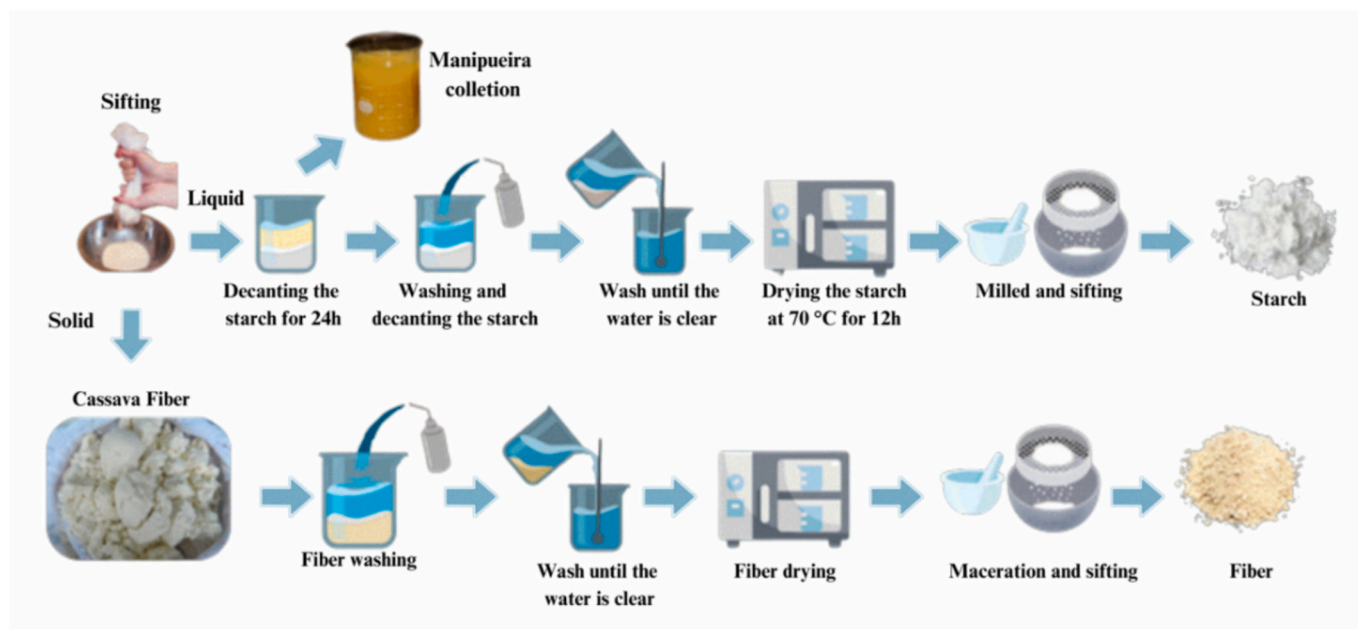 Manipueira
colletion
Sifting
Liquid
Decanting the
starch for 24h
Washing and
decanting the starch
Wash until the
water is clear
Drying the starch
at 70 °C for 12h
Milled and sifting
Starch
Solid
Cassava Fiber
Fiber washing
Wash until the
water is clear
Fiber drying
Maceration and sifting
Fiber